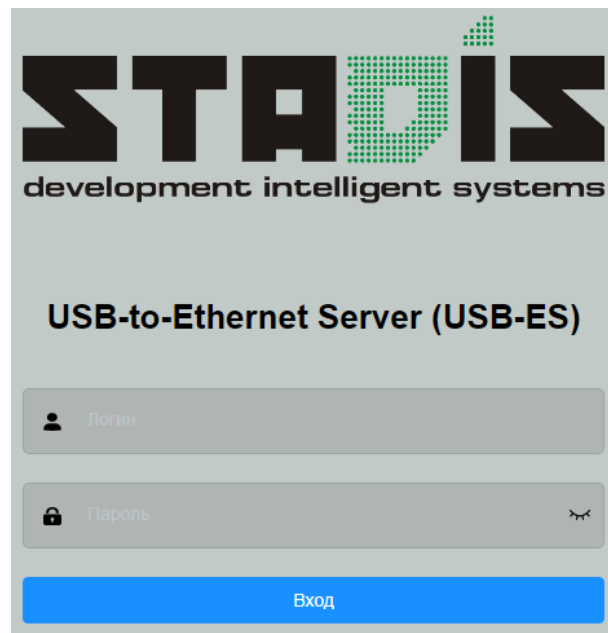 STADIS
development intelligent systems
USB-to-Ethernet Server (USB-ES)
Логин
Пароль
Вход